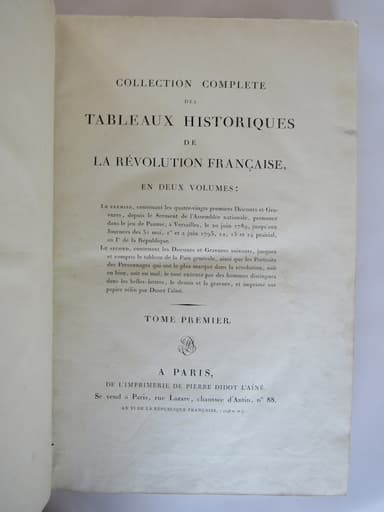 COLLECTION COMPLETE
DES
TABLEAUX HISTORIQUES
DE
LA RÉVOLUTION FRANÇAISE,
EN DEUX VOLUMES:
LE PREMIER, contenant les quatre-vingts premiers Discours et Gra-
vures, depuis le Serment de l'Assemblée nationale, prononcé
dans le jeu de Paume, à Versailles, le 20 juin 1789, jusqu'aux
Journées des 31 mai, 1er et 2 juin 1793, 12, 13 et 14 prairial,
an Ier de la République.
LE SECOND, contenant les Discours et Gravures suivants, jusques
et compris le tableau de la Paix générale, ainsi que les Portraits
des Personnages qui ont le plus marqué dans la révolution, soit
en bien, soit en mal; le tout exécuté par des hommes distingués
dans les belles-lettres, le dessin et la gravure, et imprimé sur
papier vélin par Didot l'aîné.
TOME PREMIER.
A PARIS,
DE L'IMPRIMERIE DE PIERRE DIDOT L'AÎNÉ.
Se vend à Paris, rue Lazare, chaussée d'Antin, n° 88.
AN VI DE LA RÉPUBLIQUE FRANÇAISE,